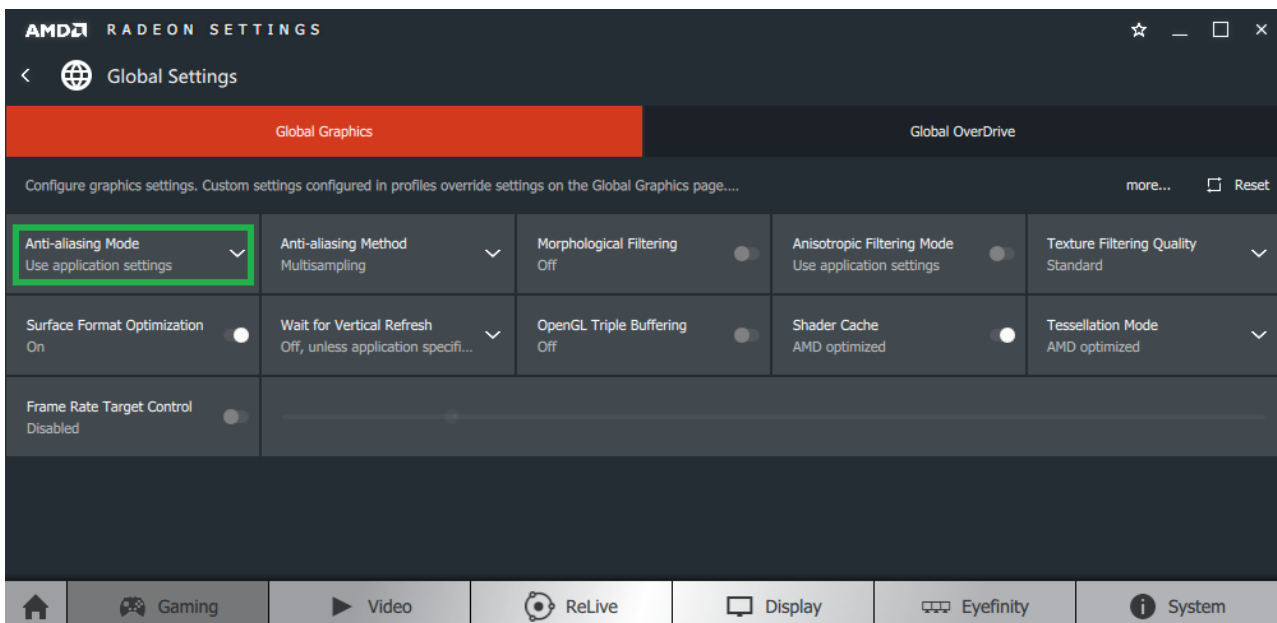 AMD RADEON SETTINGS
Global Settings
Global Graphics
Global OverDrive
Configure graphics settings. Custom settings configured in profiles override settings on the Global Graphics page....
more...
Reset
Anti-aliasing Mode
Use application settings
Anti-aliasing Method
Multisampling
Morphological Filtering
Off
Anisotropic Filtering Mode
Use application settings
Texture Filtering Quality
Standard
Surface Format Optimization
On
Wait for Vertical Refresh
Off, unless application specifi...
OpenGL Triple Buffering
Off
Shader Cache
AMD optimized
Tessellation Mode
AMD optimized
Frame Rate Target Control
Disabled
Gaming
Video
ReLive
Display
Eyefinity
System